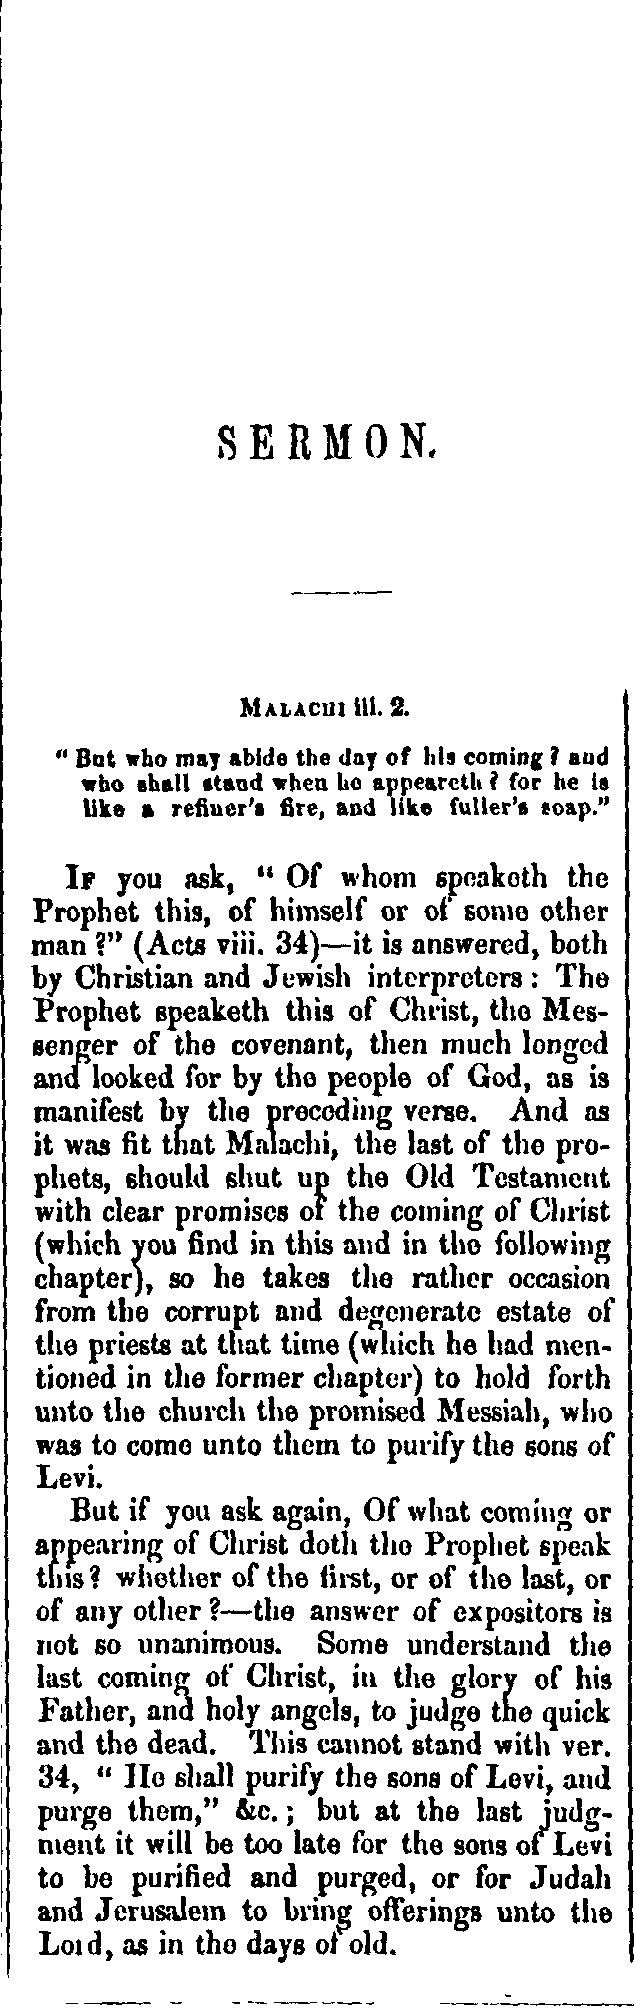 SERMON.
MALACHI iii. 2.
" But who may abide the day of his coming? and
who shall stand when he appeareth? for he is
like a refiner's fire, and like fuller's soap."
IF you ask, " Of whom speaketh the
Prophet this, of himself or of some other
man?" (Acts viii. 34)—it is answered, both
by Christian and Jewish interpreters: The
Prophet speaketh this of Christ, the Mes-
senger of the covenant, then much longed
and looked for by the people of God, as is
manifest by the preceding verse. And as
it was fit that Malachi, the last of the pro-
phets, should shut up the Old Testament
with clear promises of the coming of Christ
(which you find in this and in the following
chapter), so he takes the rather occasion
from the corrupt and degenerate estate of
the priests at that time (which he had men-
tioned in the former chapter) to hold forth
unto the church the promised Messiah, who
was to come unto them to purify the sons of
Levi.
But if you ask again, Of what coming or
appearing of Christ doth the Prophet speak
this? whether of the first, or of the last, or
of any other?—the answer of expositors is
not so unanimous. Some understand the
last coming of Christ, in the glory of his
Father, and holy angels, to judge the quick
and the dead. This cannot stand with ver.
34, " He shall purify the sons of Levi, and
purge them," &c.; but at the last judg-
ment it will be too late for the sons of Levi
to be purified and purged, or for Judah
and Jerusalem to bring offerings unto the
Lord, as in the days of old.